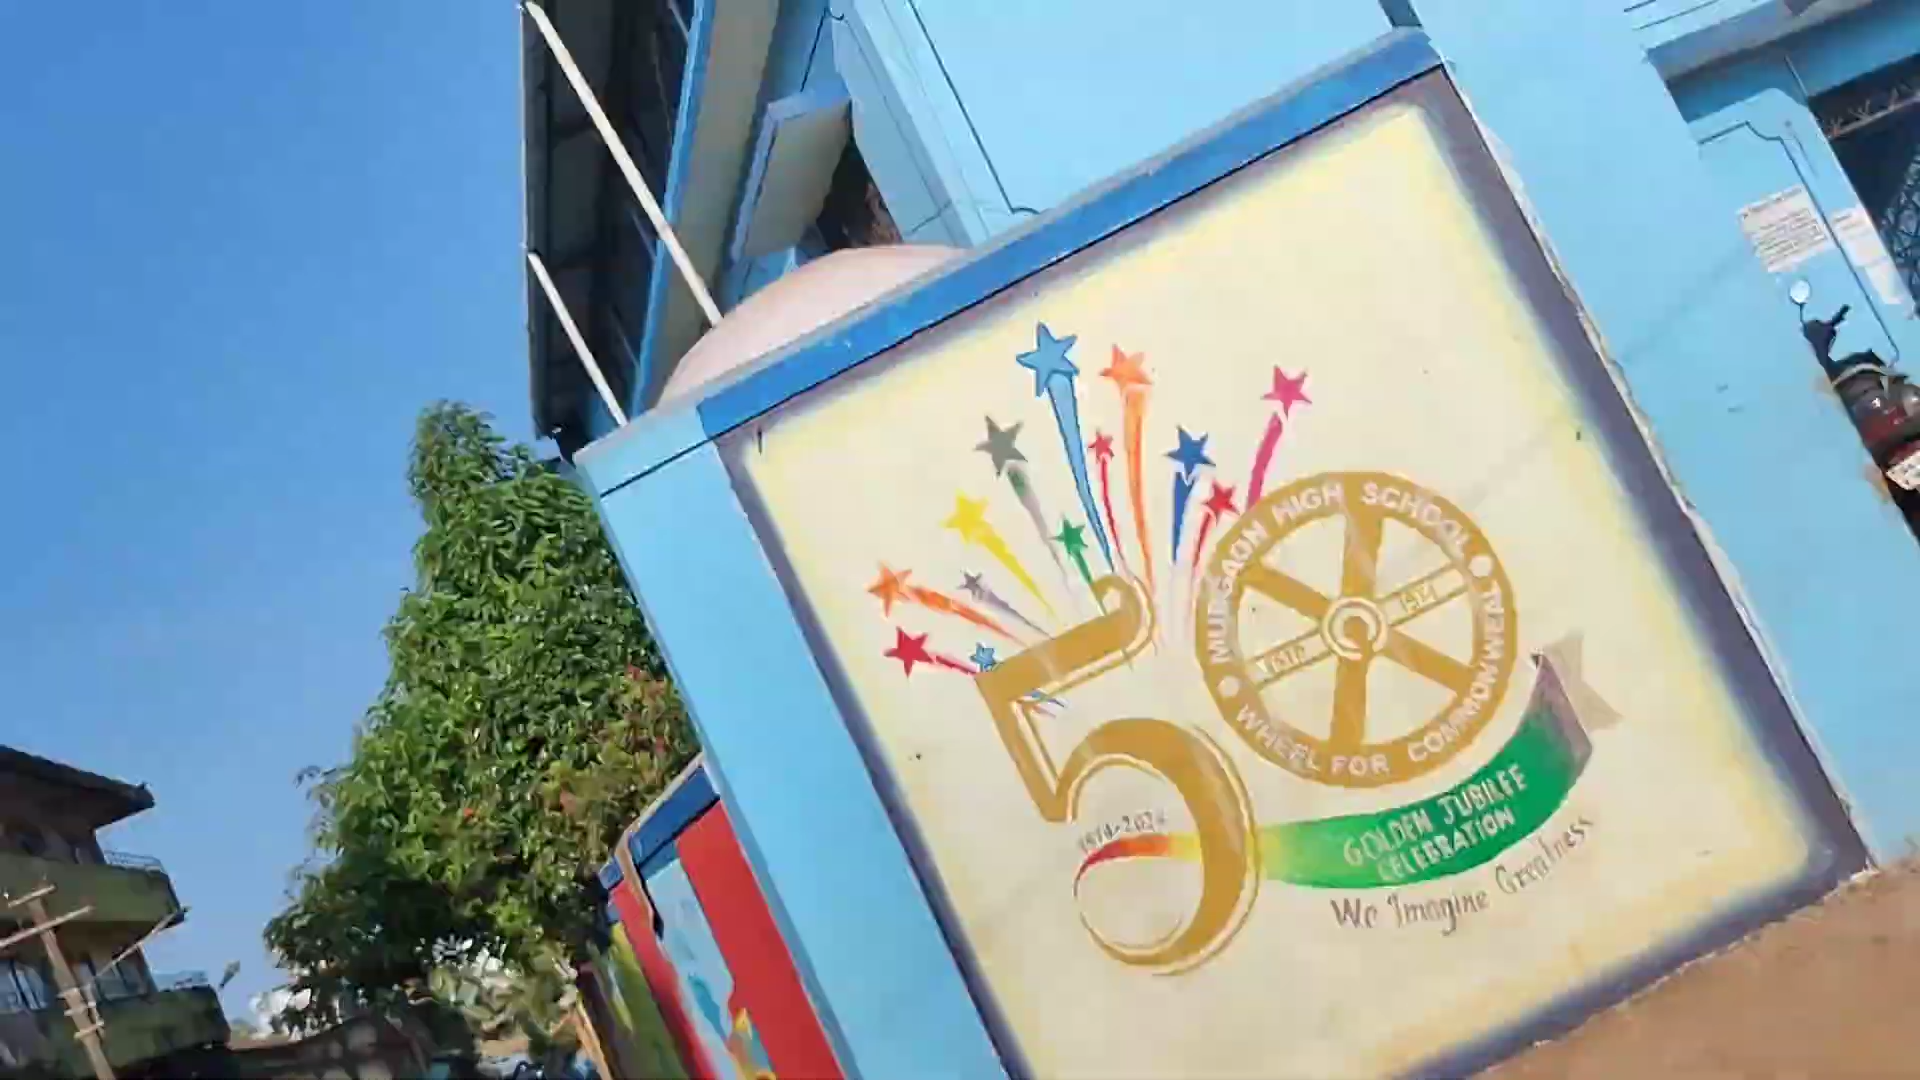 MURGAON HIGH SCHOOL
WHEEL FOR COMMONWEAL
1974-2024
GOLDEN JUBILEE
CELEBRATION
We Imagine Greatness